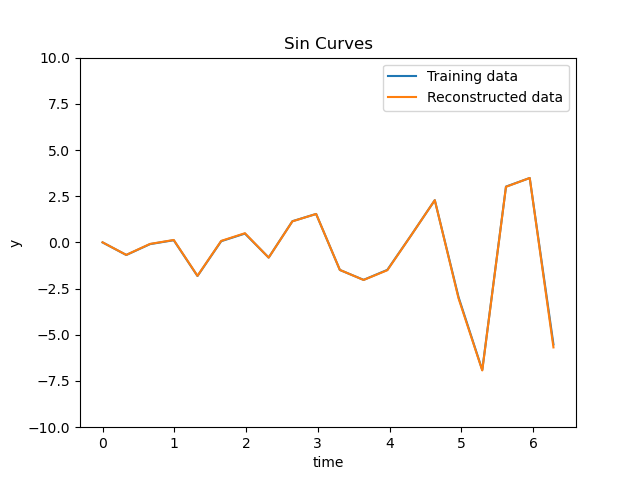 Sin Curves
Training data
Reconstructed data
10.0
7.5
5.0
2.5
0.0
−2.5
−5.0
−7.5
−10.0
y
0 1 2 3 4 5 6
time